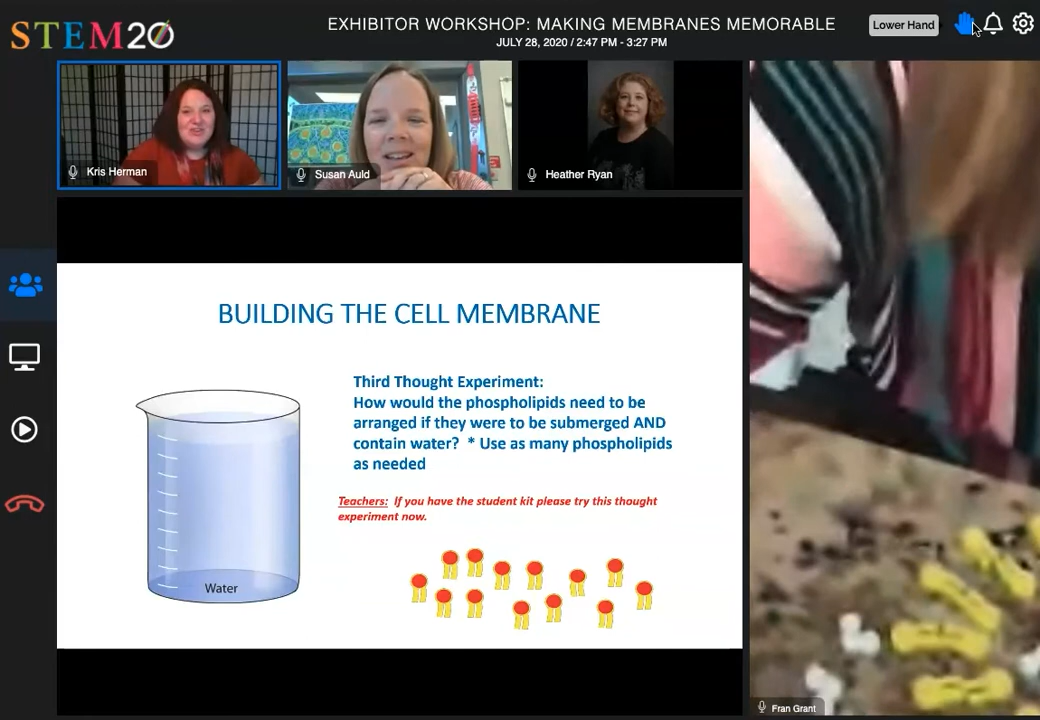 STEM20
EXHIBITOR WORKSHOP: MAKING MEMBRANES MEMORABLE
JULY 28, 2020 / 2:47 PM - 3:27 PM
Lower Hand
Kris Herman
Susan Auld
Heather Ryan
BUILDING THE CELL MEMBRANE
Third Thought Experiment:
How would the phospholipids need to be
arranged if they were to be submerged AND
contain water? * Use as many phospholipids
as needed
Teachers: If you have the student kit please try this thought
experiment now.
Water
Fran Grant